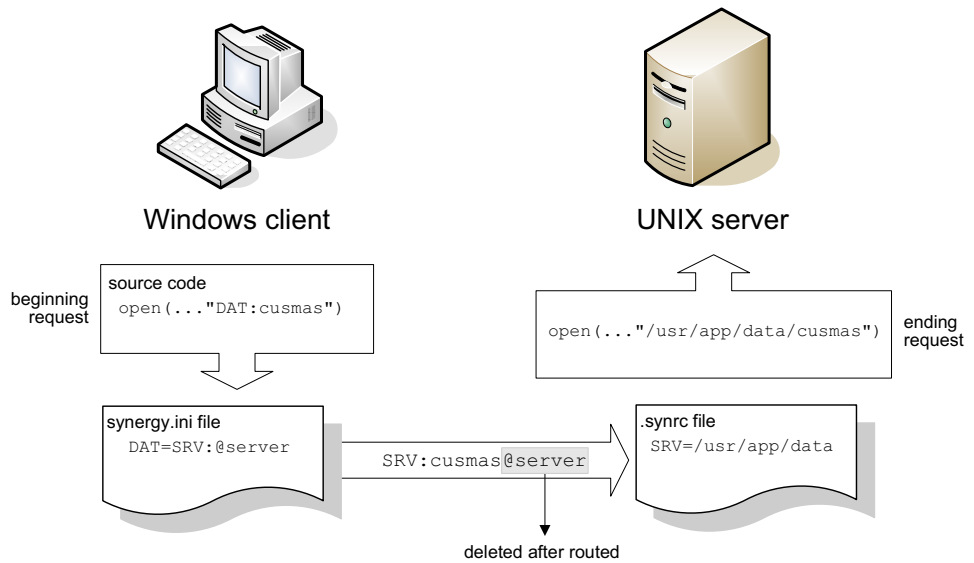 Windows client
UNIX server
beginning
request
source code
open(..."DAT:cusmas")
open(..."/usr/app/data/cusmas")
ending
request
synergy.ini file
DAT=SRV:@server
SRV:cusmas@server
.synrc file
SRV=/usr/app/data
deleted after routed